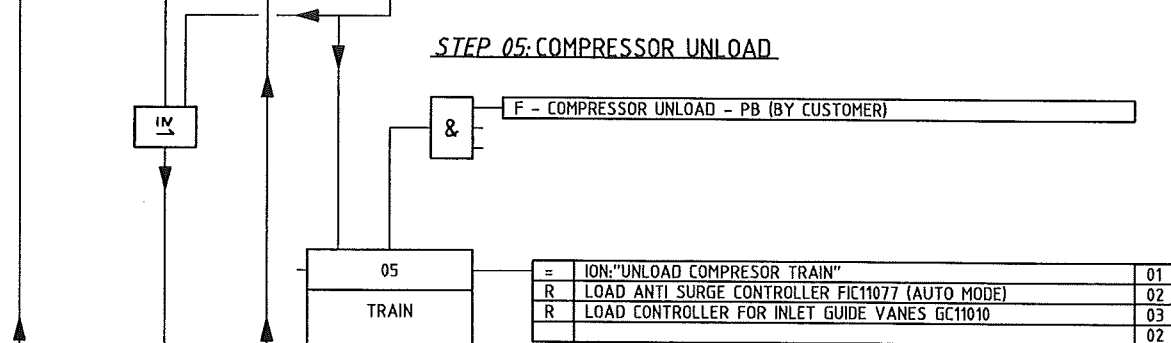 STEP 05: COMPRESSOR UNLOAD
F - COMPRESSOR UNLOAD - PB (BY CUSTOMER)
≥1
&
05
= ION:"UNLOAD COMPRESOR TRAIN" 01
R LOAD ANTI SURGE CONTROLLER FIC11077 (AUTO MODE) 02
TRAIN
R LOAD CONTROLLER FOR INLET GUIDE VANES GC11010 03
02